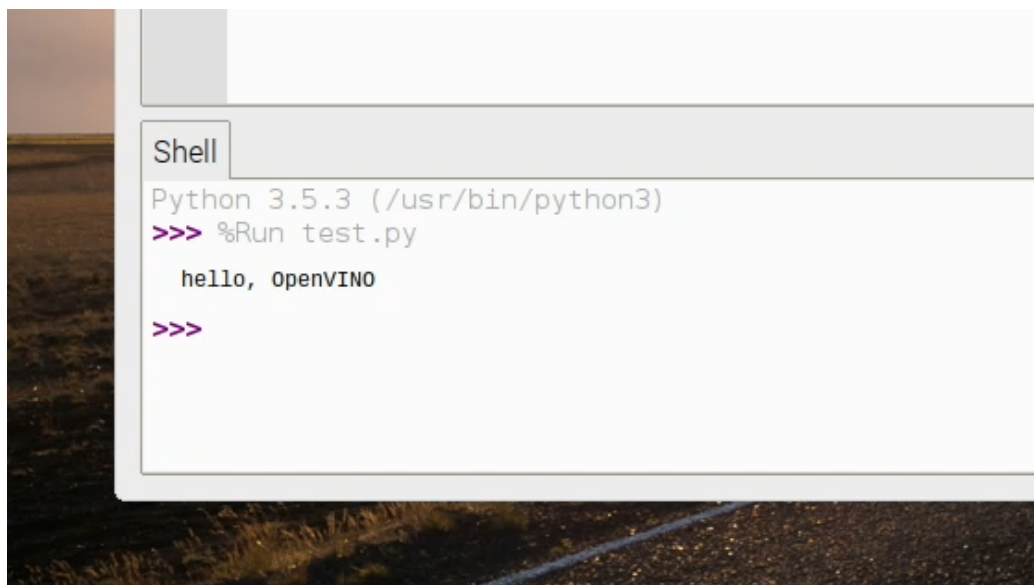 Shell
Python 3.5.3 (/usr/bin/python3)
>>> %Run test.py
hello, OpenVINO
>>>